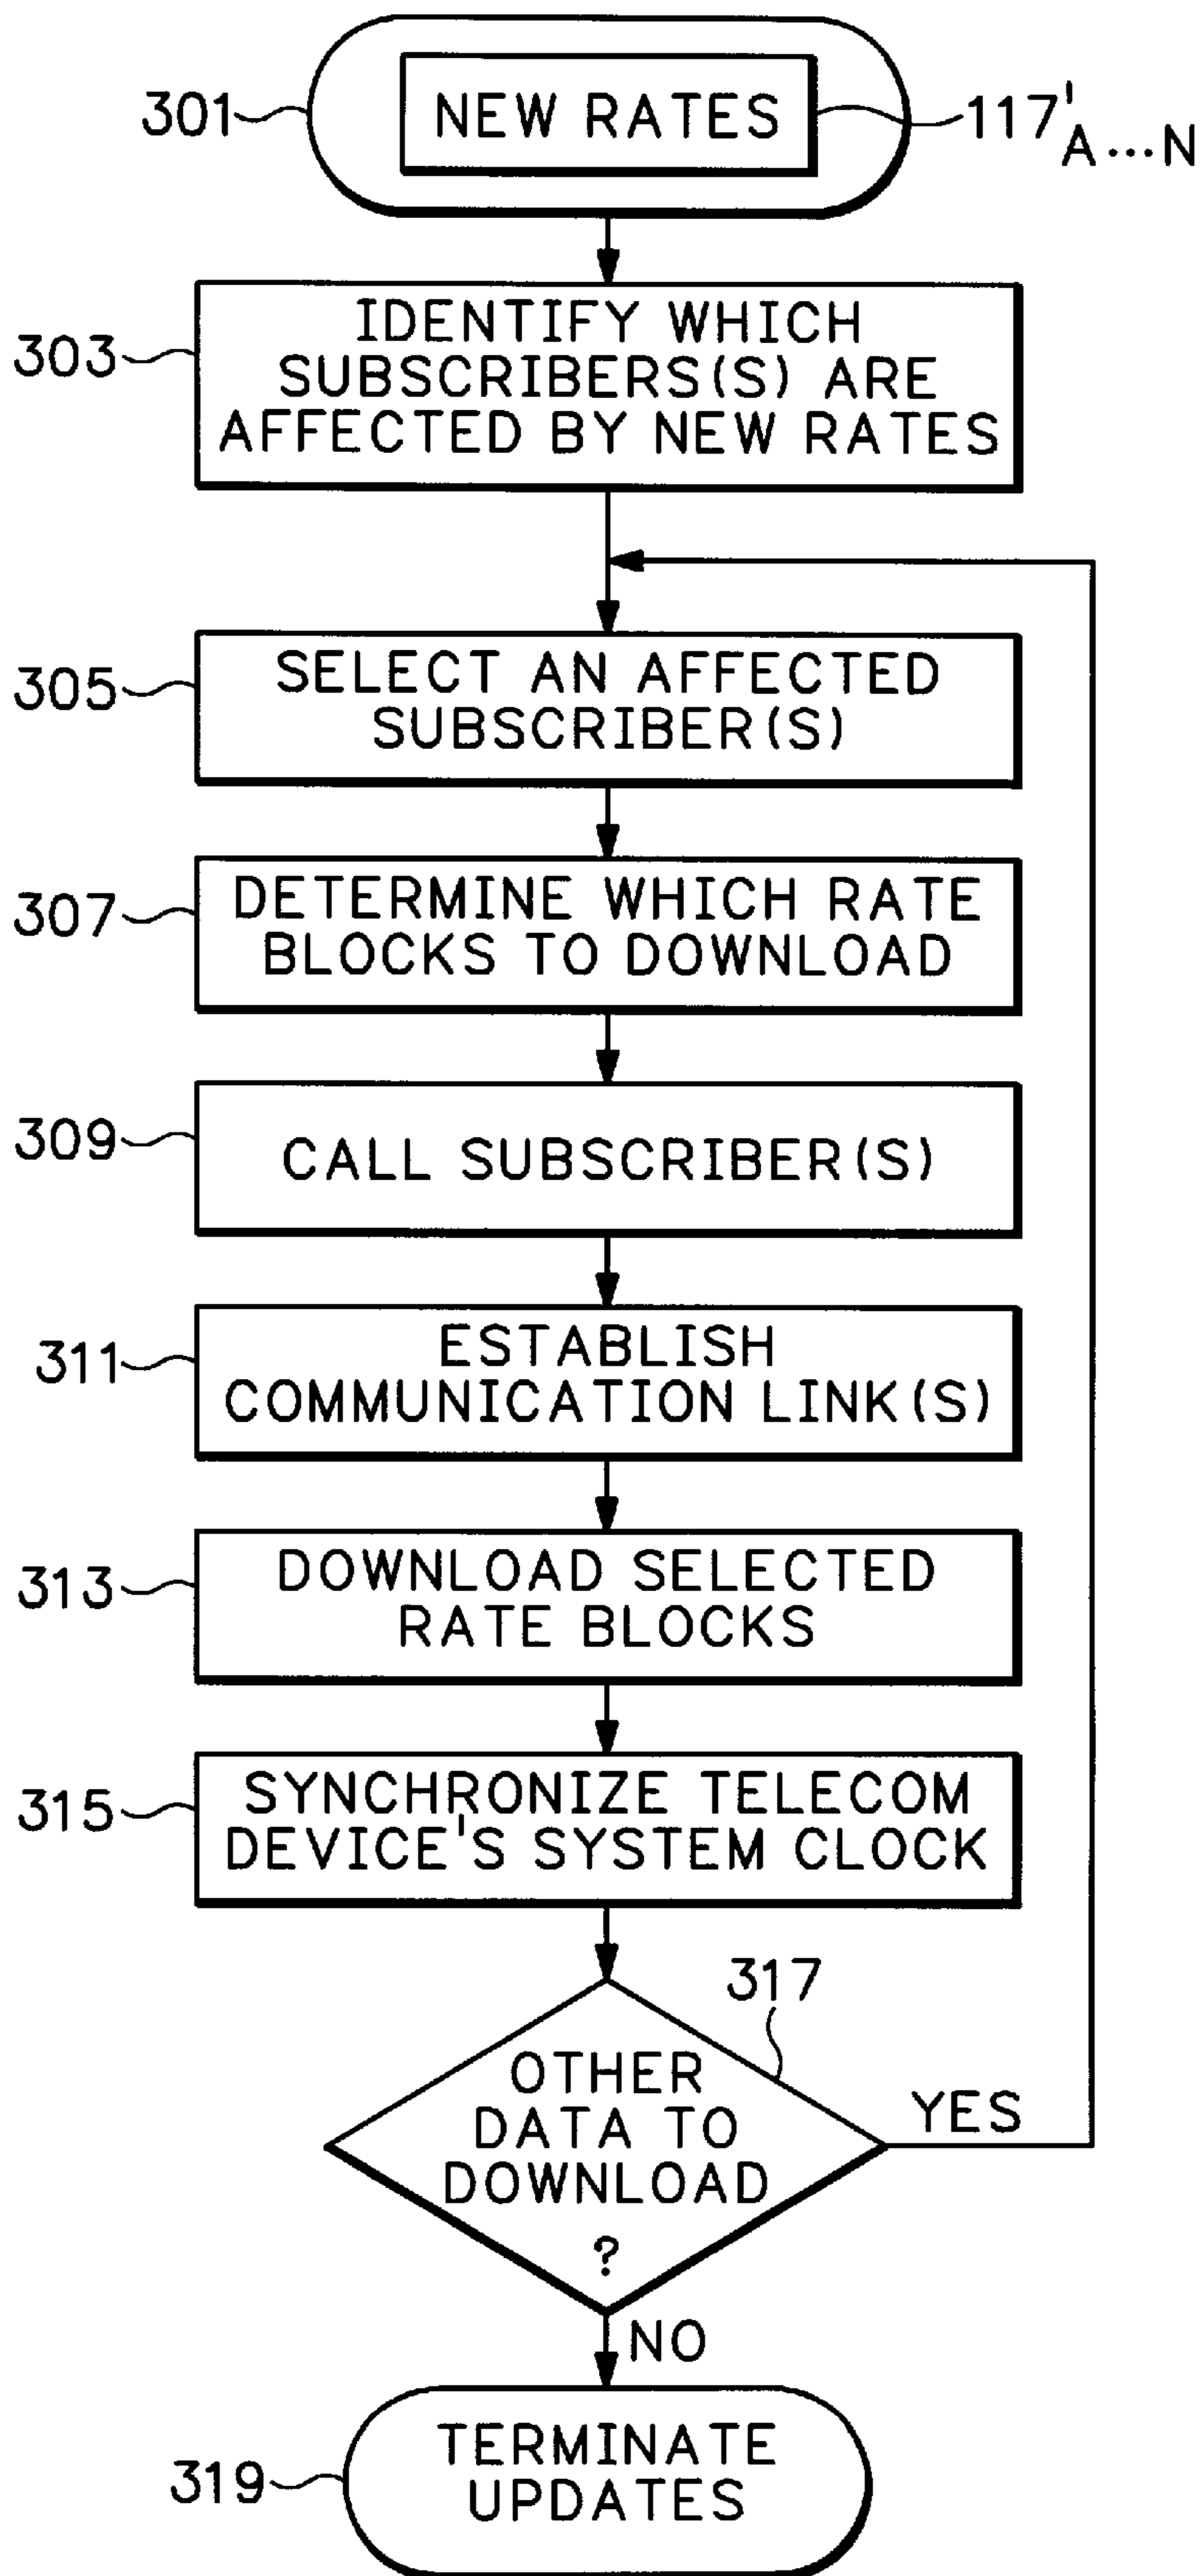 301
NEW RATES
117'A...N
303
IDENTIFY WHICH
SUBSCRIBERS(S) ARE
AFFECTED BY NEW RATES
305
SELECT AN AFFECTED
SUBSCRIBER(S)
307
DETERMINE WHICH RATE
BLOCKS TO DOWNLOAD
309
CALL SUBSCRIBER(S)
311
ESTABLISH
COMMUNICATION LINK(S)
313
DOWNLOAD SELECTED
RATE BLOCKS
315
SYNCHRONIZE TELECOM
DEVICE'S SYSTEM CLOCK
317
OTHER
DATA TO
DOWNLOAD
?
YES
NO
319
TERMINATE
UPDATES